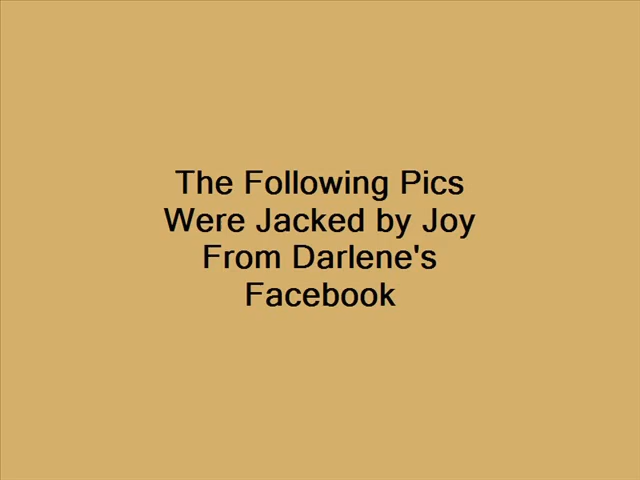 The Following Pics
Were Jacked by Joy
From Darlene's
Facebook